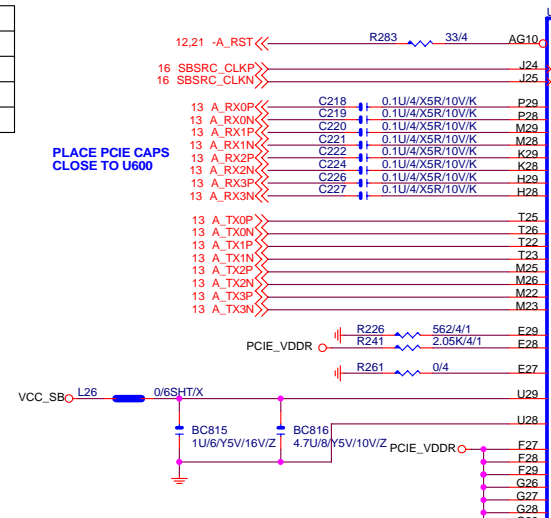 U
12,21 -A_RST R283 33/4 AG10
16 SBSRC_CLKP J24
16 SBSRC_CLKN J25
13 A_RX0P C218 0.1U/4/X5R/10V/K P29
13 A_RX0N C219 0.1U/4/X5R/10V/K P28
13 A_RX1P C220 0.1U/4/X5R/10V/K M29
13 A_RX1N C221 0.1U/4/X5R/10V/K M28
13 A_RX2P C222 0.1U/4/X5R/10V/K K29
13 A_RX2N C224 0.1U/4/X5R/10V/K K28
13 A_RX3P C226 0.1U/4/X5R/10V/K H29
13 A_RX3N C227 0.1U/4/X5R/10V/K H28
PLACE PCIE CAPS
CLOSE TO U600
13 A_TX0P T25
13 A_TX0N T26
13 A_TX1P T22
13 A_TX1N T23
13 A_TX2P M25
13 A_TX2N M26
13 A_TX3P M22
13 A_TX3N M23
R226 562/4/1 E29
PCIE_VDDR R241 2.05K/4/1 E28
R261 0/4 E27
VCC_SB L26 0/6SHT/X U29
U28
BC815 BC816
1U/6/Y5V/16V/Z 4.7U/8/Y5V/10V/Z
PCIE_VDDR F27
F28
F29
G26
G27
G28